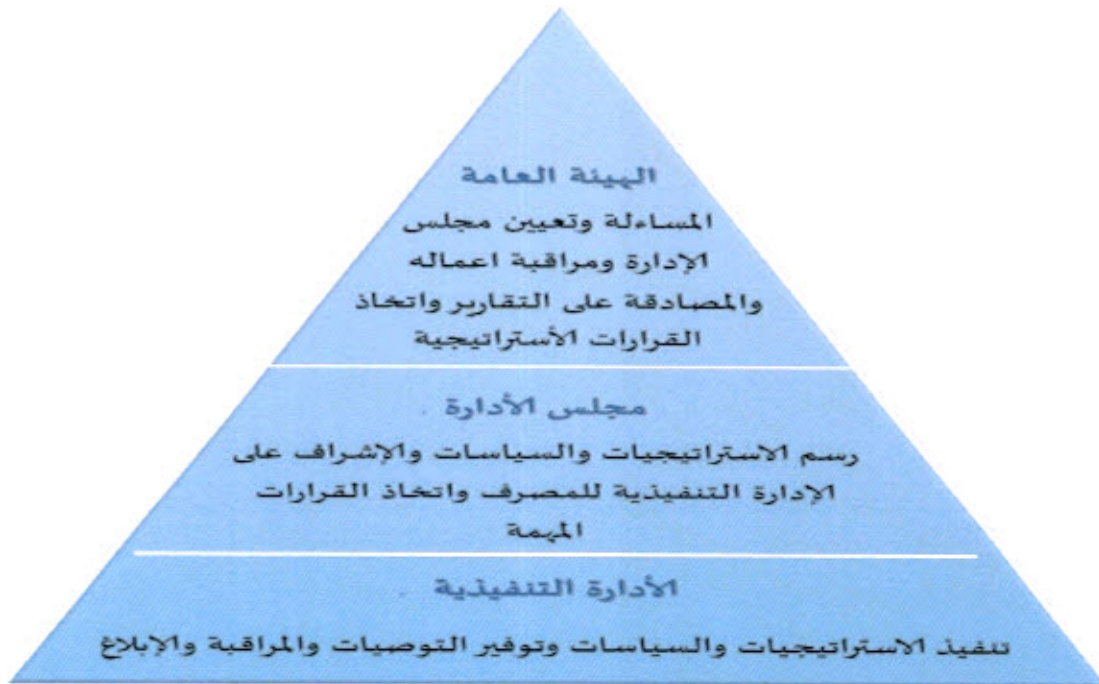 الهيئة العامة
المساءلة وتعيين مجلس
الإدارة ومراقبة اعماله
والمصادقة على التقارير واتخاذ
القرارات الأستراتيجية
مجلس الأدارة .
رسم الاستراتيجيات والسياسات والإشراف على
الإدارة التنفيذية للمصرف واتخاذ القرارات
المهمة
الأدارة التنفيذية .
تنفيذ الاستراتيجيات والسياسات وتوفير التوصيات والمراقبة والإبلاغ